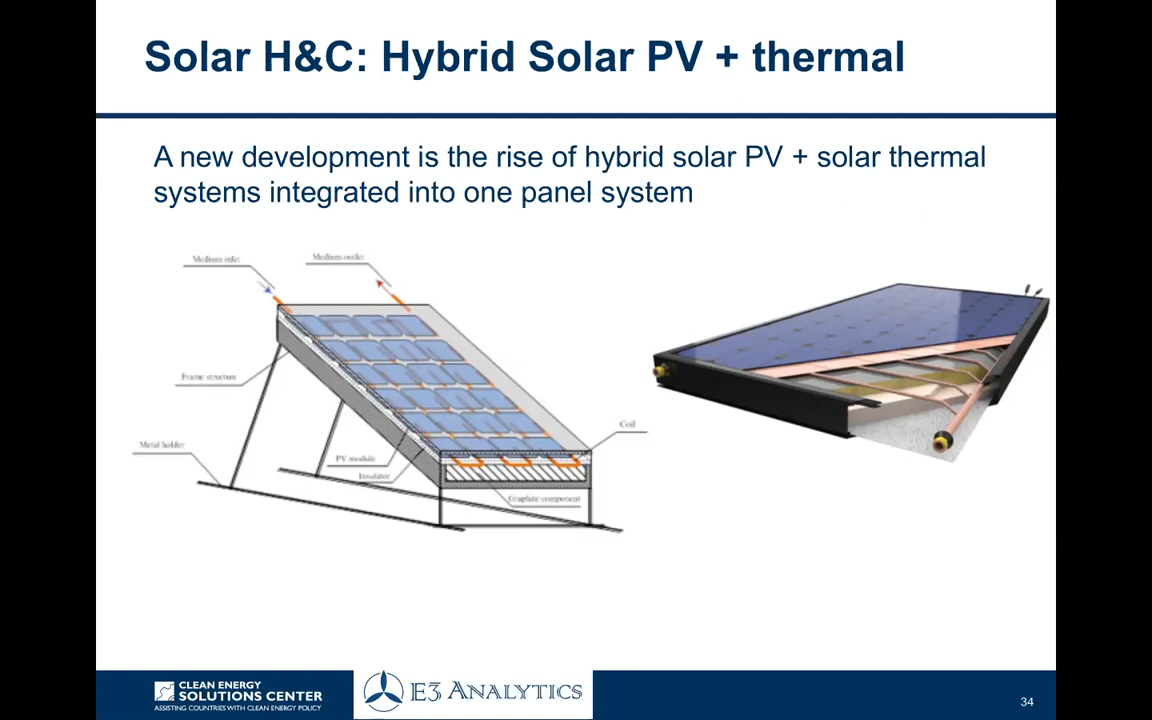 Solar H&C: Hybrid Solar PV + thermal
A new development is the rise of hybrid solar PV + solar thermal
systems integrated into one panel system
Medium inlet
Medium outlet
Frame structure
Coil
Metal holder
PV module
Insulator
Graphite component
CLEAN ENERGY
SOLUTIONS CENTER
ASSISTING COUNTRIES WITH CLEAN ENERGY POLICY
E3 ANALYTICS
34